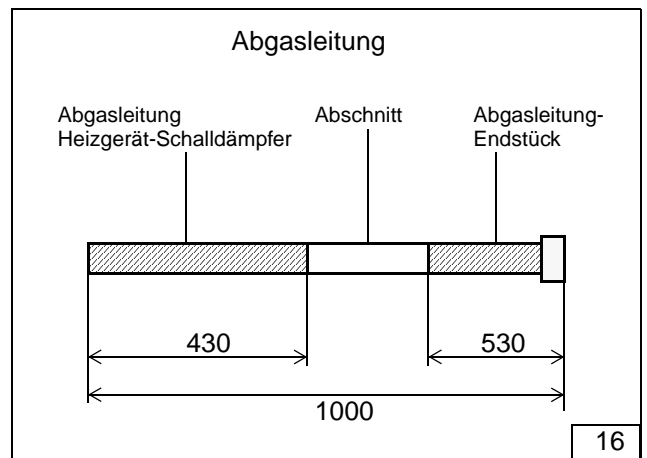 Abgasleitung
Abgasleitung
Heizgerät-Schalldämpfer
Abschnitt
Abgasleitung-
Endstück
430
530
1000
16